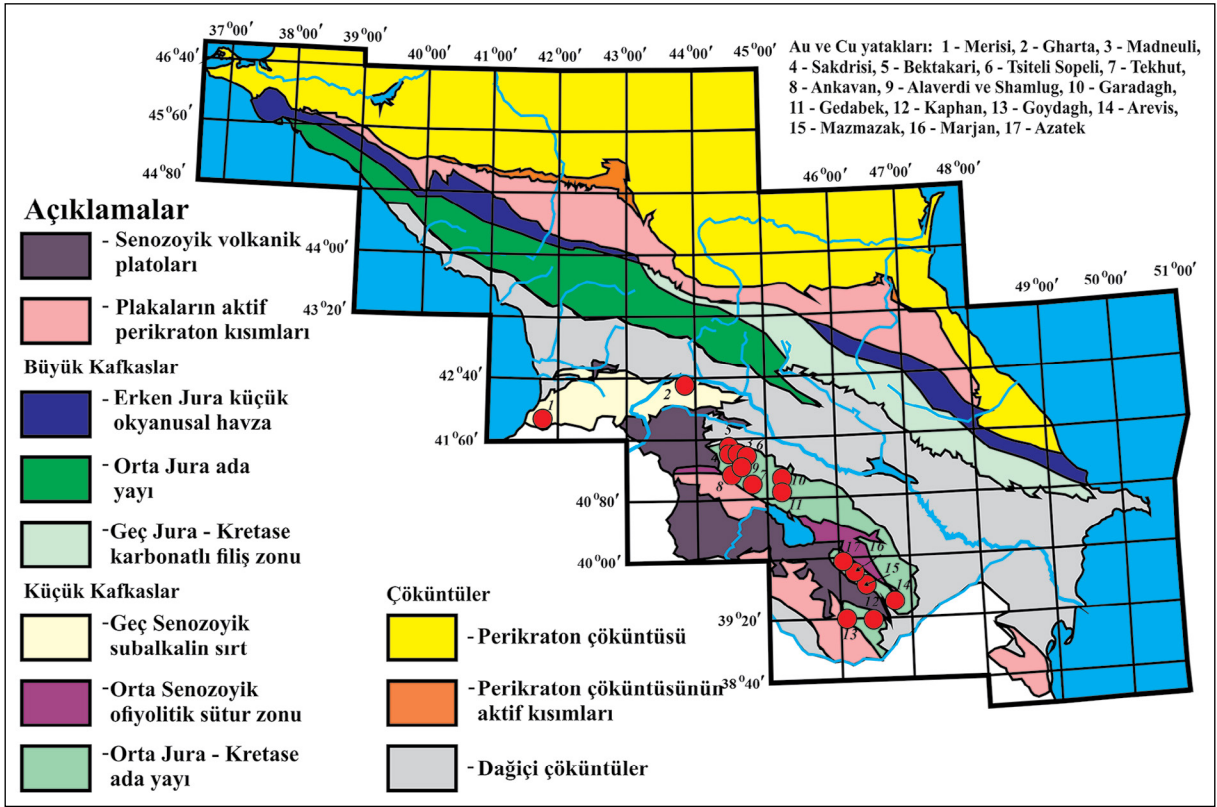 37°00′ 38°00′ 39°00′
40°00′ 41°00′ 42°00′ 43°00′ 44°00′ 45°00′
46°00′ 47°00′ 48°00′
49°00′ 50°00′ 51°00′
46°40′
45°60′
44°80′
44°00′
43°20′
42°40′
41°60′
40°80′
40°00′
39°20′
38°40′
Au ve Cu yatakları: 1 - Merisi, 2 - Gharta, 3 - Madneuli,
4 - Sakdrisi, 5 - Bektakari, 6 - Tsiteli Sopeli, 7 - Tekhut,
8 - Ankavan, 9 - Alaverdi ve Shamlug, 10 - Garadagh,
11 - Gedabek, 12 - Kaphan, 13 - Goydagh, 14 - Arevis,
15 - Mazmazak, 16 - Marjan, 17 - Azatek
1
2
5
3 6
4
9
7
8
10
11
16
17
15
14
12
13
Açıklamalar
- Senozoyik volkanik
platoları
- Plakaların aktif
perikraton kısımları
Büyük Kafkaslar
- Erken Jura küçük
okyanusal havza
- Orta Jura ada
yayı
- Geç Jura - Kretase
karbonatlı filiş zonu
Küçük Kafkaslar
- Geç Senozoyik
subalkalin sırt
- Orta Senozoyik
ofiyolitik sütur zonu
- Orta Jura - Kretase
ada yayı
Çöküntüler
- Perikraton çöküntüsü
- Perikraton çöküntüsünün
aktif kısımları
- Dağiçi çöküntüler